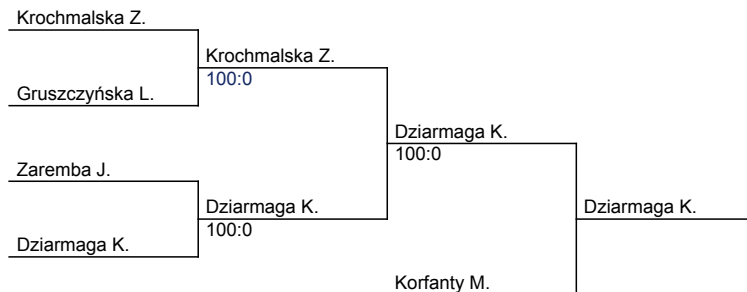 Krochmalska Z.
Krochmalska Z.
100:0
Gruszczyńska L.
Dziarmaga K.
100:0
Zaremba J.
Dziarmaga K.
Dziarmaga K.
100:0
Dziarmaga K.
Korfanty M.